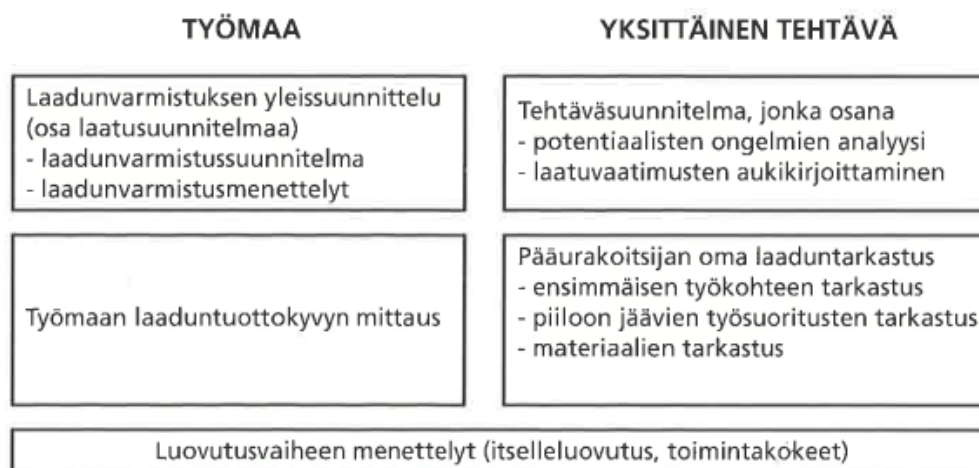 TYÖMAA
YKSITTÄINEN TEHTÄVÄ
Laadunvarmistuksen yleissuunnittelu
(osa laatusuunnitelmaa)
- laadunvarmistussuunnitelma
- laadunvarmistusmenettelyt
Tehtäväsuunnitelma, jonka osana
- potentiaalisten ongelmien analyysi
- laatuvaatimusten aukikirjoittaminen
Työmaan laaduntuottokyvyn mittaus
Pääurakoitsijan oma laaduntarkastus
- ensimmäisen työkohteen tarkastus
- piiloon jäävien työsuoritusten tarkastus
- materiaalien tarkastus
Luovutusvaiheen menettelyt (itselleluovutus, toimintakokeet)